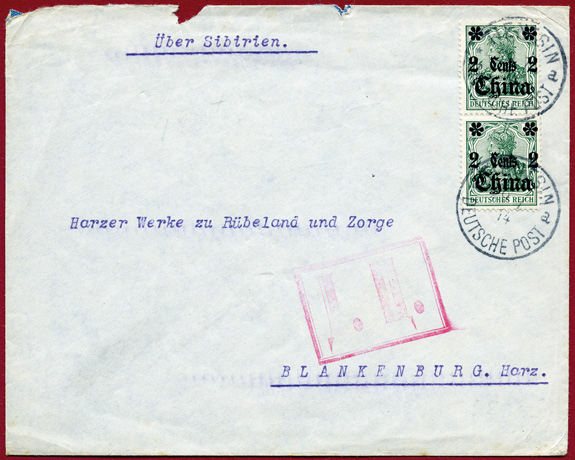 Über Sibirien.
2 Cents 2
China
DEUTSCHES REICH
2 Cents 2
China
DEUTSCHES REICH
DEUTSCHE POST a
14
Harzer Werke zu Rübeland und Zorge
BLANKENBURG. Harz.